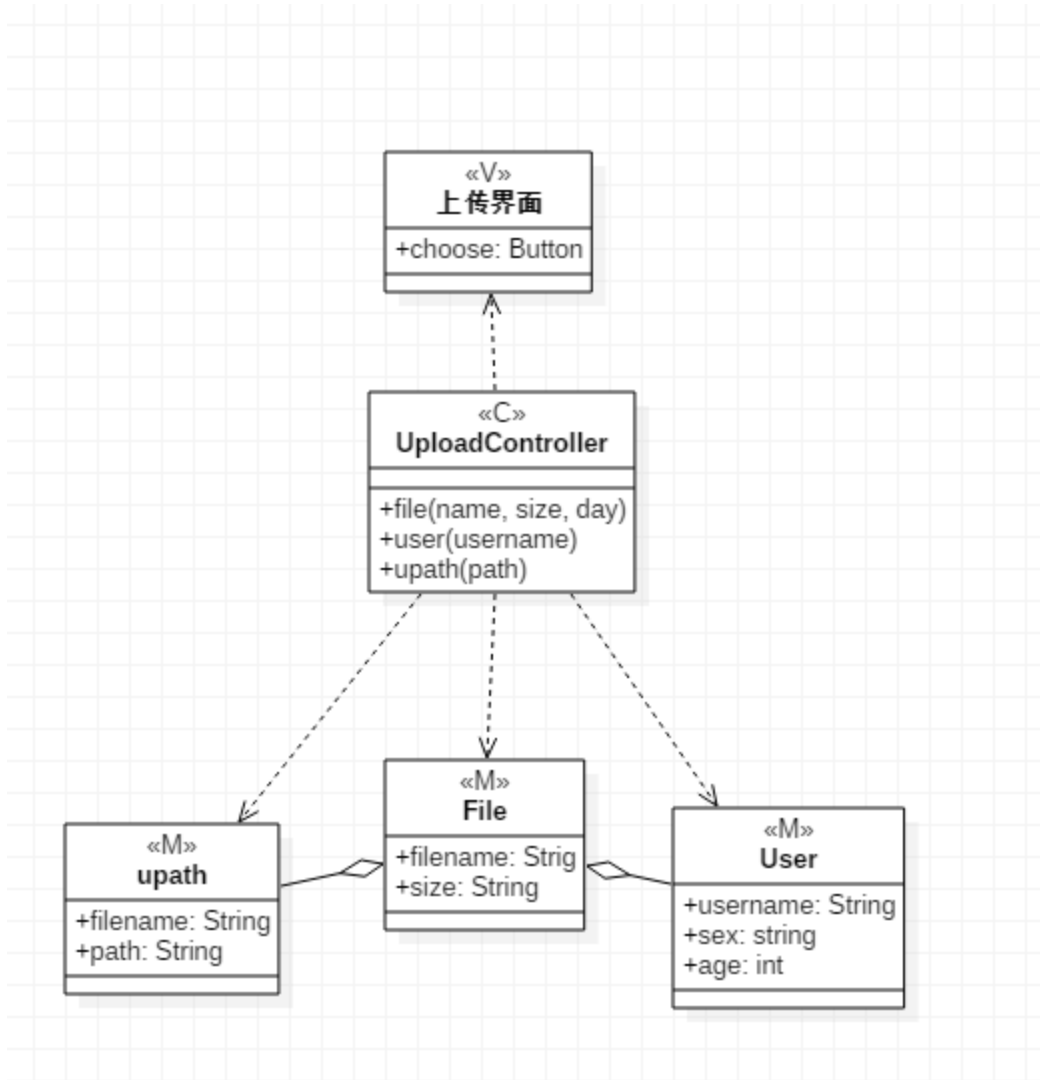 «V»
上传界面
+choose: Button
«C»
UploadController
+file(name, size, day)
+user(username)
+upath(path)
«M»
upath
+filename: String
+path: String
«M»
File
+filename: Strig
+size: String
«M»
User
+username: String
+sex: string
+age: int